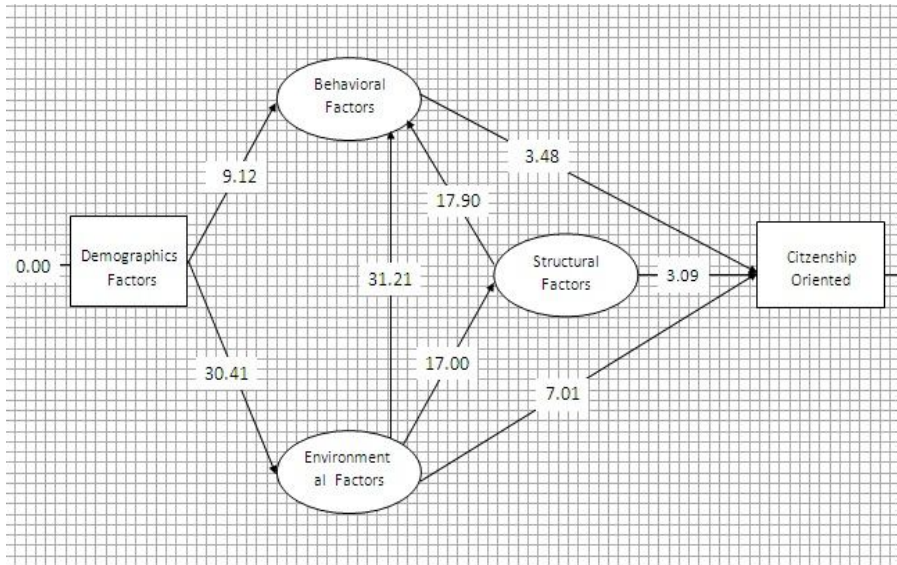 Behavioral
Factors
3.48
9.12
17.90
0.00
Demographics
Factors
31.21
Structural
Factors
3.09
Citzenship
Oriented
30.41
17.00
7.01
Environment
al Factors